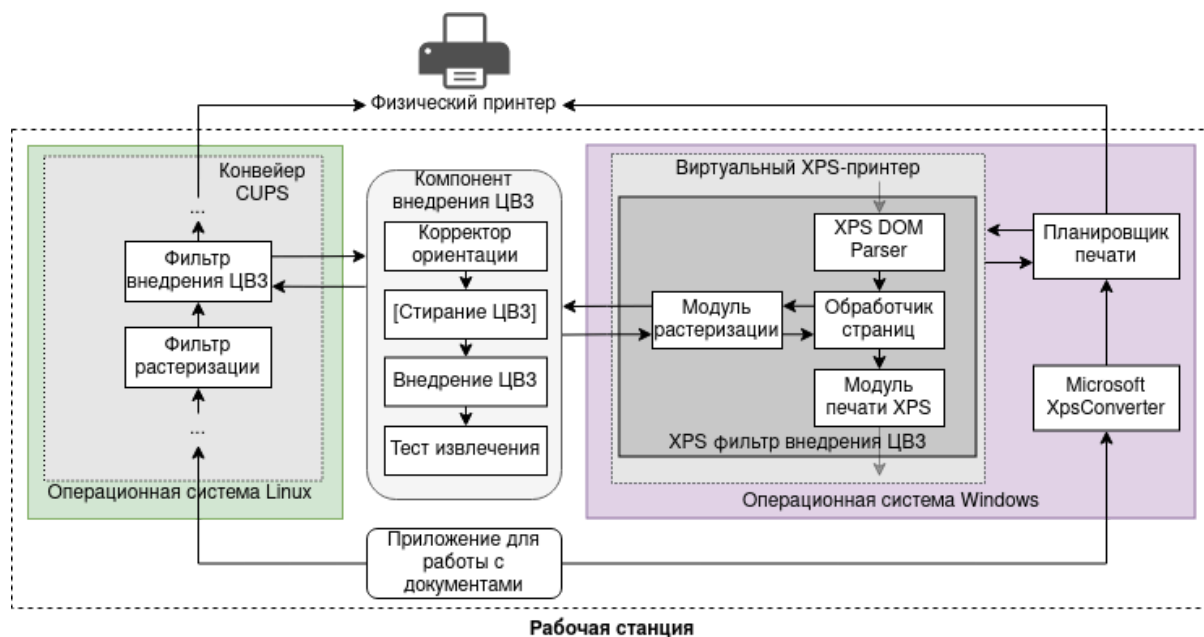 Физический принтер
Конвейер
CUPS
...
Фильтр
внедрения ЦВЗ
Фильтр
растеризации
...
Операционная система Linux
Компонент
внедрения ЦВЗ
Корректор
ориентации
[Стирание ЦВЗ]
Внедрение ЦВЗ
Тест извлечения
Виртуальный XPS-принтер
XPS DOM
Parser
Модуль
растеризации
Обработчик
страниц
Модуль
печати XPS
XPS фильтр внедрения ЦВЗ
Планировщик
печати
Microsoft
XpsConverter
Операционная система Windows
Приложение для
работы с
документами
Рабочая станция